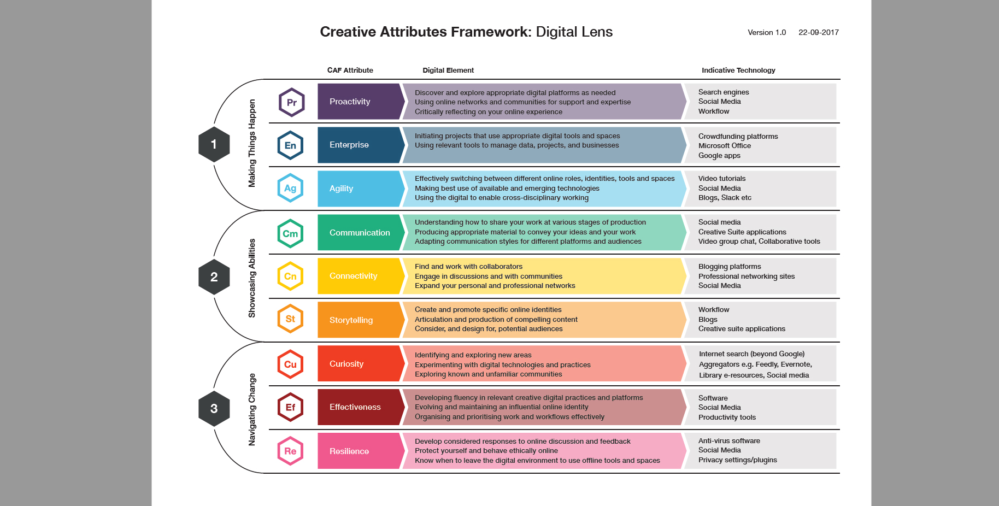 Creative Attributes Framework: Digital Lens
Version 1.0 22-09-2017
CAF Attribute Digital Element Indicative Technology
1
Making Things Happen
Pr
Proactivity
Discover and explore appropriate digital platforms as needed
Using online networks and communities for support and expertise
Critically reflecting on your online experience
Search engines
Social Media
Workflow
En
Enterprise
Initiating projects that use appropriate digital tools and spaces
Using relevant tools to manage data, projects, and businesses
Crowdfunding platforms
Microsoft Office
Google apps
Ag
Agility
Effectively switching between different online roles, identities, tools and spaces
Making best use of available and emerging technologies
Using the digital to enable cross-disciplinary working
Video tutorials
Social Media
Blogs, Slack etc
2
Showcasing Abilities
Cm
Communication
Understanding how to share your work at various stages of production
Producing appropriate material to convey your ideas and your work
Adapting communication styles for different platforms and audiences
Social media
Creative Suite applications
Video group chat, Collaborative tools
Cn
Connectivity
Find and work with collaborators
Engage in discussions and with communities
Expand your personal and professional networks
Blogging platforms
Professional networking sites
Social Media
St
Storytelling
Create and promote specific online identities
Articulation and production of compelling content
Consider, and design for, potential audiences
Workflow
Blogs
Creative suite applications
3
Navigating Change
Cu
Curiosity
Identifying and exploring new areas
Experimenting with digital technologies and practices
Exploring known and unfamiliar communities
Internet search (beyond Google)
Aggregators e.g. Feedly, Evernote,
Library e-resources, Social media
Ef
Effectiveness
Developing fluency in relevant creative digital practices and platforms
Evolving and maintaining an influential online identity
Organising and prioritising work and workflows effectively
Software
Social Media
Productivity tools
Re
Resilience
Develop considered responses to online discussion and feedback
Protect yourself and behave ethically online
Know when to leave the digital environment to use offline tools and spaces
Anti-virus software
Social Media
Privacy settings/plugins